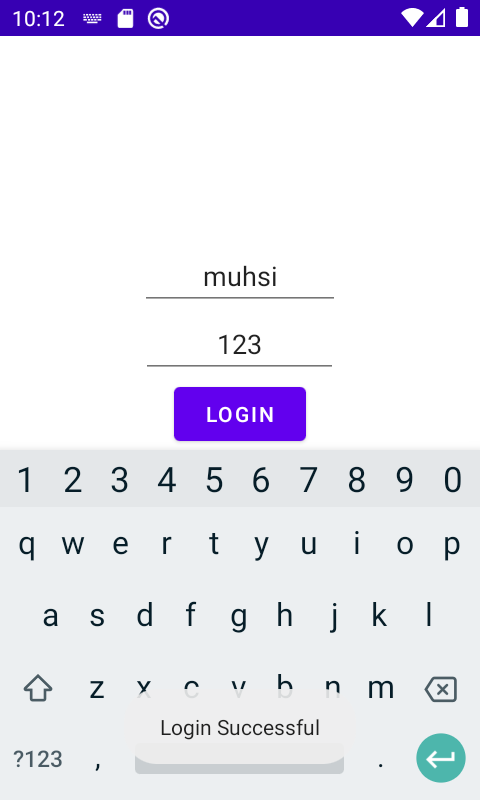 10:12
muhsi
123
LOGIN
1 2 3 4 5 6 7 8 9 0
q w e r t y u i o p
a s d f g h j k l
z x c v b n m
Login Successful
?123 , .